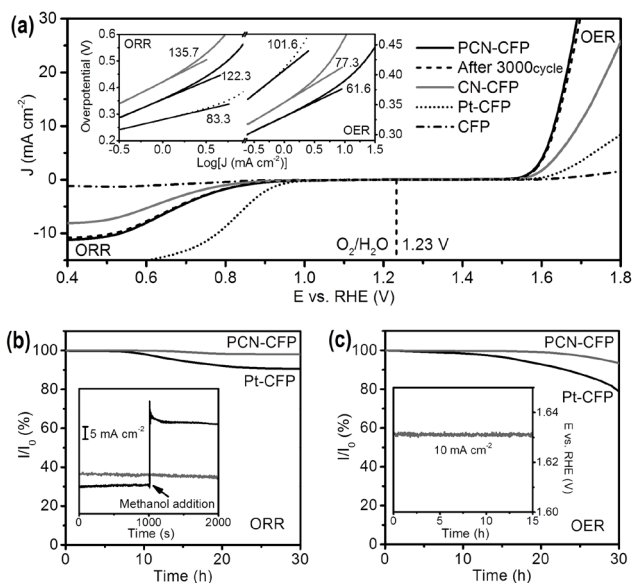 (a)
30
20
10
0
-10
J (mA cm⁻²)
0.4
0.6
0.8
1.0
1.2
1.4
1.6
1.8
E vs. RHE (V)
ORR
OER
O₂/H₂O
1.23 V
PCN-CFP
After 3000cycle
CN-CFP
Pt-CFP
CFP
0.6
0.5
0.4
0.3
0.2
Overpotential (V)
ORR
135.7
122.3
83.3
101.6
77.3
61.6
OER
0.45
0.40
0.35
0.30
-0.5
0.0
0.5
1.0
-0.5
0.0
0.5
1.0
1.5
Log[J (mA cm⁻²)]
(b)
100
80
60
40
20
0
I/I₀ (%)
PCN-CFP
Pt-CFP
5 mA cm⁻²
Methanol addition
0
1000
2000
Time (s)
ORR
0
10
20
30
Time (h)
(c)
100
80
60
40
20
0
I/I₀ (%)
PCN-CFP
Pt-CFP
10 mA cm⁻²
1.64
1.62
1.60
E vs. RHE (V)
0
5
10
15
Time (h)
OER
0
10
20
30
Time (h)